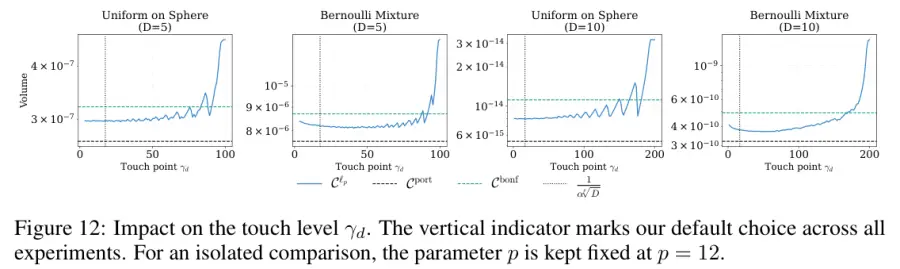 Uniform on Sphere
(D=5)
Bernoulli Mixture
(D=5)
Uniform on Sphere
(D=10)
Bernoulli Mixture
(D=10)
Volume
4 × 10⁻⁷
3 × 10⁻⁷
0 50 100
Touch point γ_d
10⁻⁵
9 × 10⁻⁶
8 × 10⁻⁶
0 50 100
Touch point γ_d
3 × 10⁻¹⁴
2 × 10⁻¹⁴
10⁻¹⁴
6 × 10⁻¹⁵
0 100 200
Touch point γ_d
10⁻⁹
6 × 10⁻¹⁰
4 × 10⁻¹⁰
3 × 10⁻¹⁰
0 100 200
Touch point γ_d
C^{ℓ_p} C^{port} C^{bonf} 1/(α ᵖ√D)
Figure 12: Impact on the touch level γ_d. The vertical indicator marks our default choice across all
experiments. For an isolated comparison, the parameter p is kept fixed at p = 12.